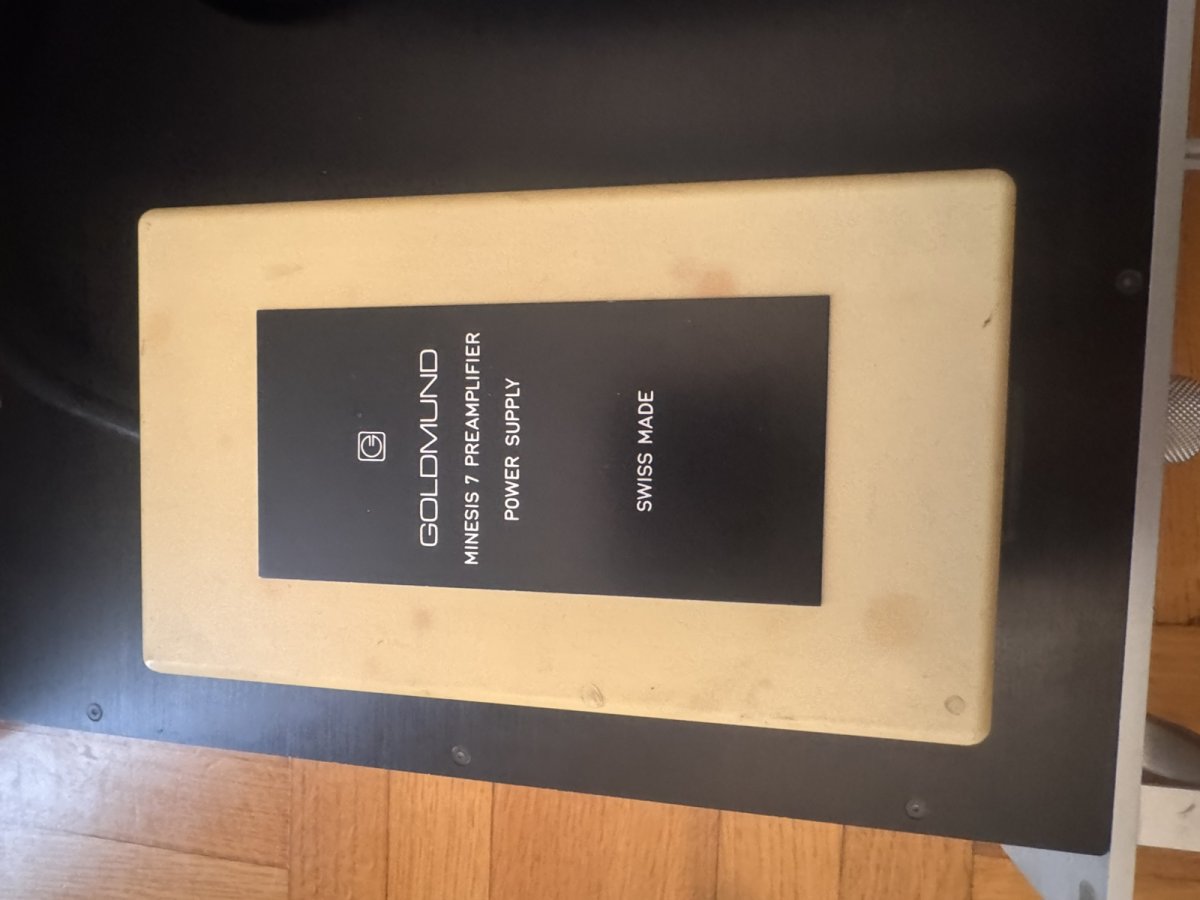 G
GOLDMUND
MINESIS 7 PREAMPLIFIER
POWER SUPPLY
SWISS MADE